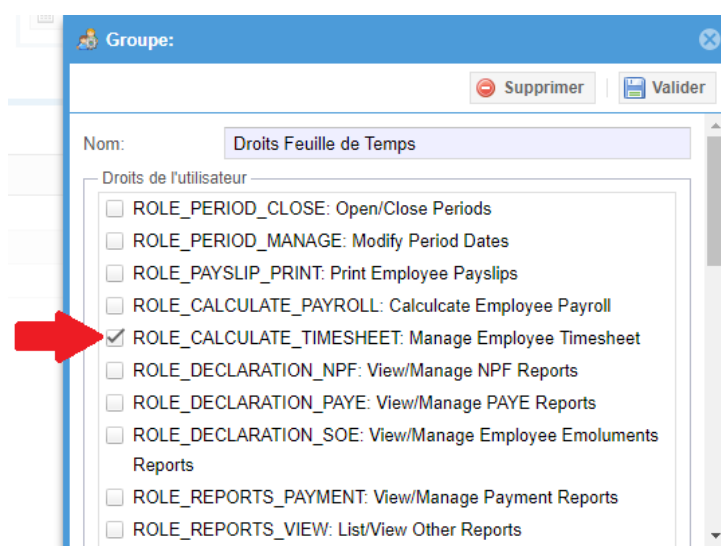 Groupe:
Supprimer
Valider
Nom:
Droits Feuille de Temps
Droits de l'utilisateur
ROLE_PERIOD_CLOSE: Open/Close Periods
ROLE_PERIOD_MANAGE: Modify Period Dates
ROLE_PAYSLIP_PRINT: Print Employee Payslips
ROLE_CALCULATE_PAYROLL: Calculcate Employee Payroll
ROLE_CALCULATE_TIMESHEET: Manage Employee Timesheet
ROLE_DECLARATION_NPF: View/Manage NPF Reports
ROLE_DECLARATION_PAYE: View/Manage PAYE Reports
ROLE_DECLARATION_SOE: View/Manage Employee Emoluments
Reports
ROLE_REPORTS_PAYMENT: View/Manage Payment Reports
ROLE_REPORTS_VIEW: List/View Other Reports